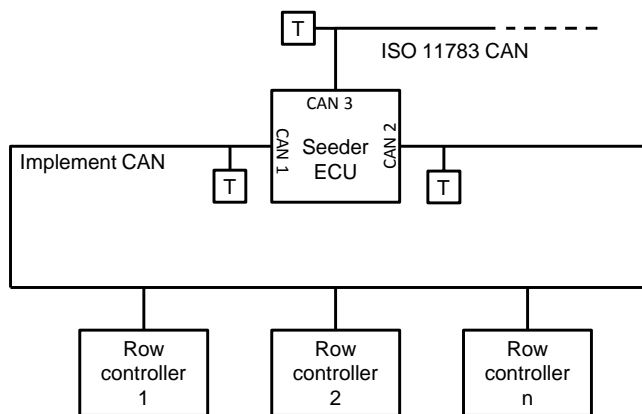 T
ISO 11783 CAN
CAN 3
CAN 1
Seeder
ECU
CAN 2
Implement CAN
T
T
Row
controller
1
Row
controller
2
Row
controller
n